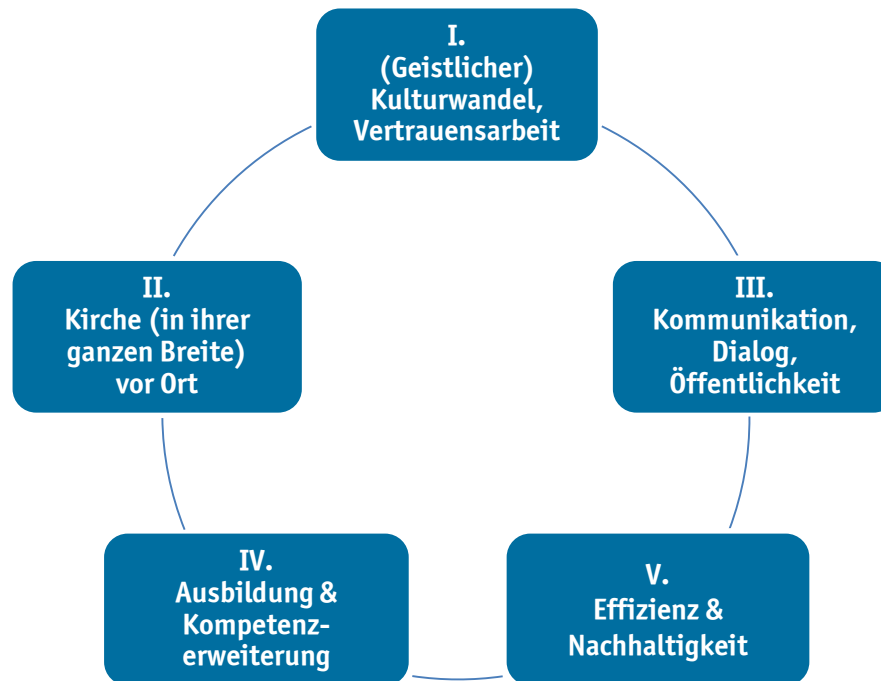 I.
(Geistlicher)
Kulturwandel,
Vertrauensarbeit
II.
Kirche (in ihrer
ganzen Breite)
vor Ort
III.
Kommunikation,
Dialog,
Öffentlichkeit
IV.
Ausbildung &
Kompetenz-
erweiterung
V.
Effizienz &
Nachhaltigkeit